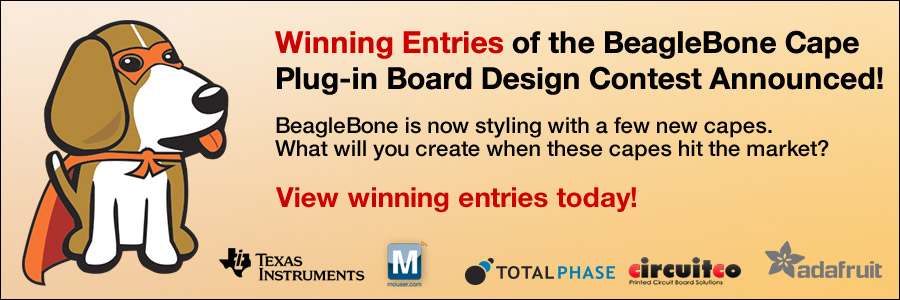 Winning Entries of the BeagleBone Cape
Plug-in Board Design Contest Announced!
BeagleBone is now styling with a few new capes.
What will you create when these capes hit the market?
View winning entries today!
TEXAS
INSTRUMENTS
M
mouser.com
TOTAL PHASE
circuitco
Printed Circuit Board Solutions
adafruit